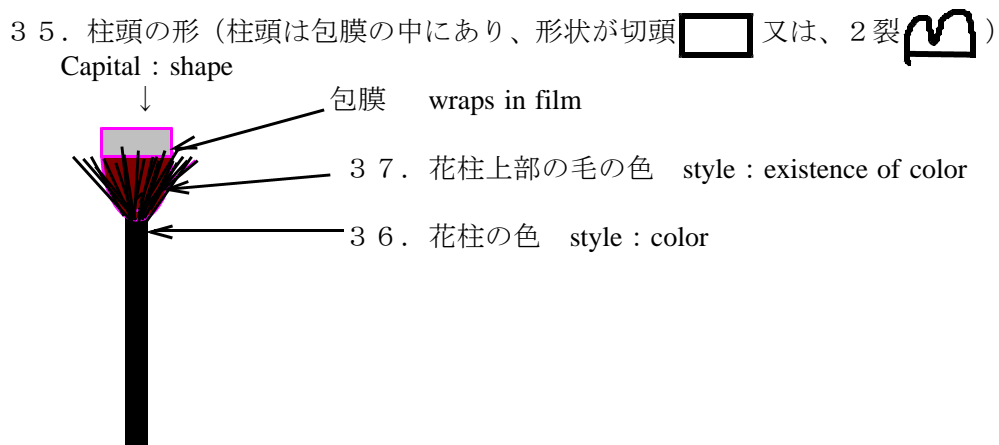 ３５．柱頭の形（柱頭は包膜の中にあり、形状が切頭 又は、２裂 ）
Capital：shape
↓
包膜 wraps in film
３７．花柱上部の毛の色 style：existence of color
３６．花柱の色 style：color